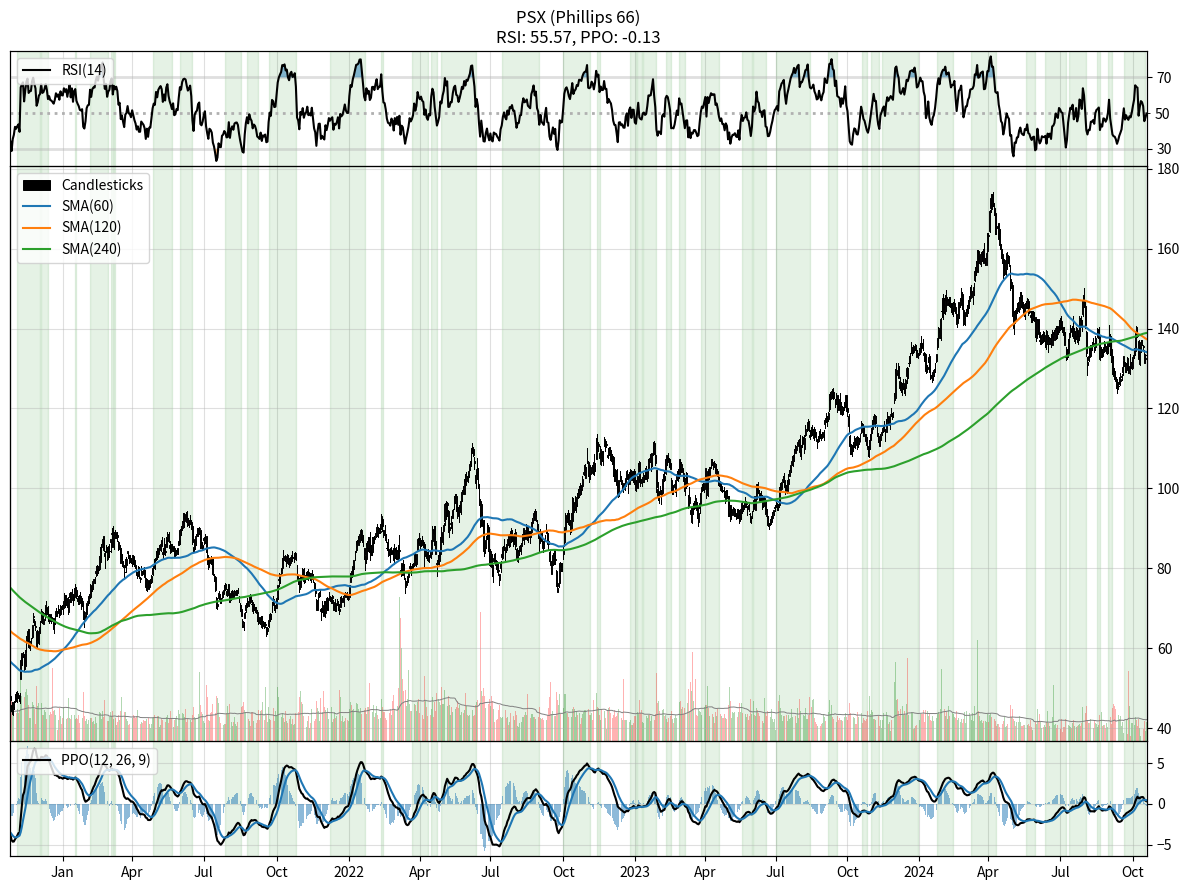 PSX (Phillips 66)
RSI: 55.57, PPO: -0.13
RSI(14)
70
50
30
Candlesticks
SMA(60)
SMA(120)
SMA(240)
180
160
140
120
100
80
60
40
PPO(12, 26, 9)
5
0
−5
Jan Apr Jul Oct 2022 Apr Jul Oct 2023 Apr Jul Oct 2024 Apr Jul Oct